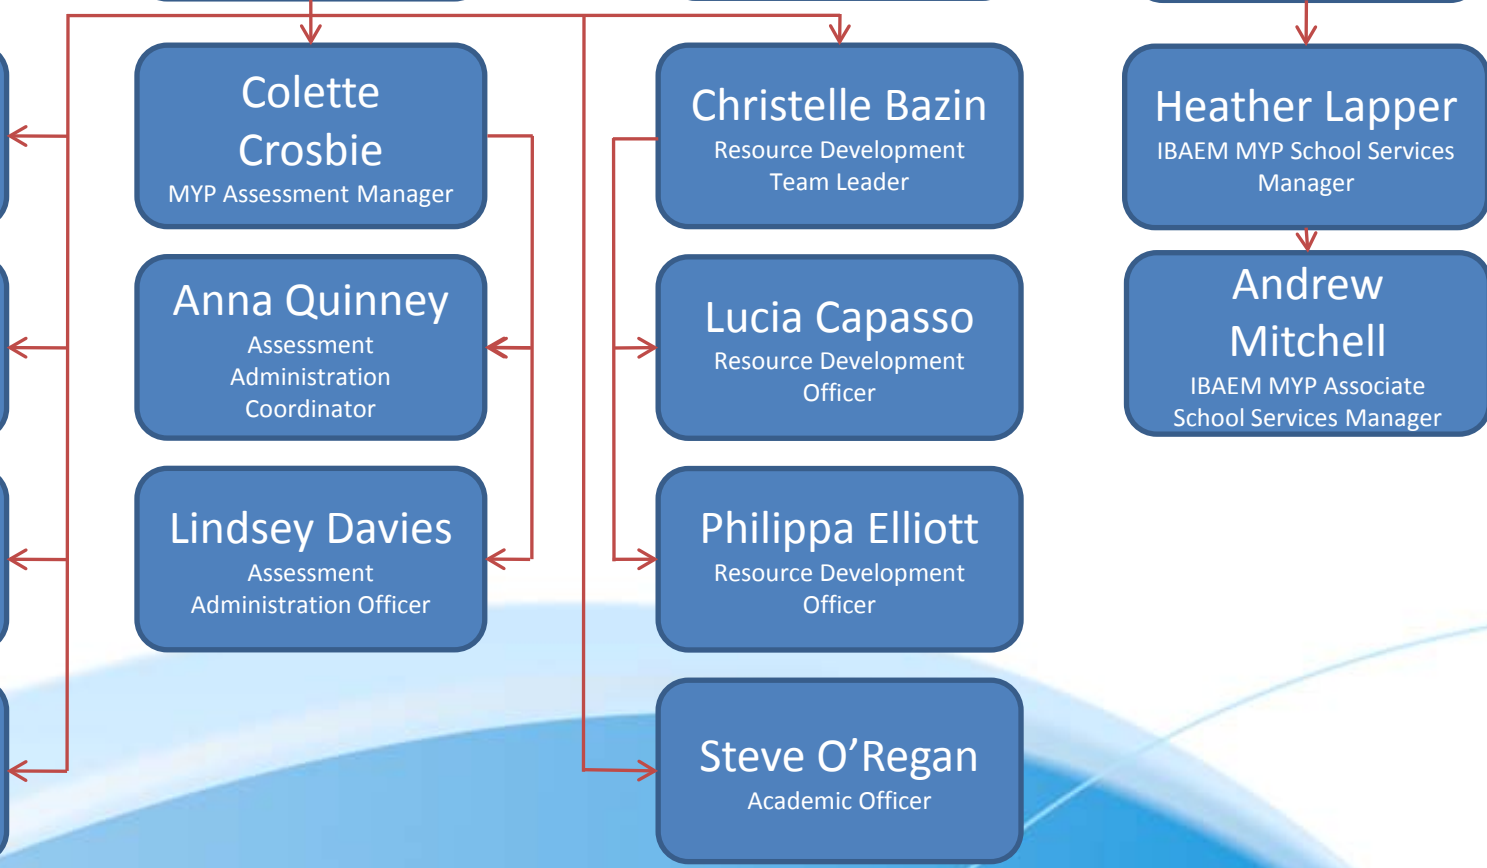 Colette
Crosbie
MYP Assessment Manager
Christelle Bazin
Resource Development
Team Leader
Heather Lapper
IBAEM MYP School Services
Manager
Anna Quinney
Assessment
Administration
Coordinator
Lucia Capasso
Resource Development
Officer
Andrew
Mitchell
IBAEM MYP Associate
School Services Manager
Lindsey Davies
Assessment
Administration Officer
Philippa Elliott
Resource Development
Officer
Steve O’Regan
Academic Officer